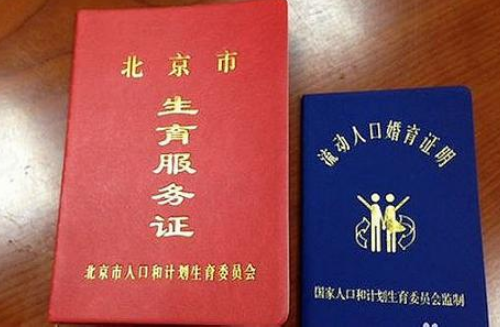 北京市
生育服务证
北京市人口和计划生育委员会
流动人口婚育证明
国家人口和计划生育委员会监制